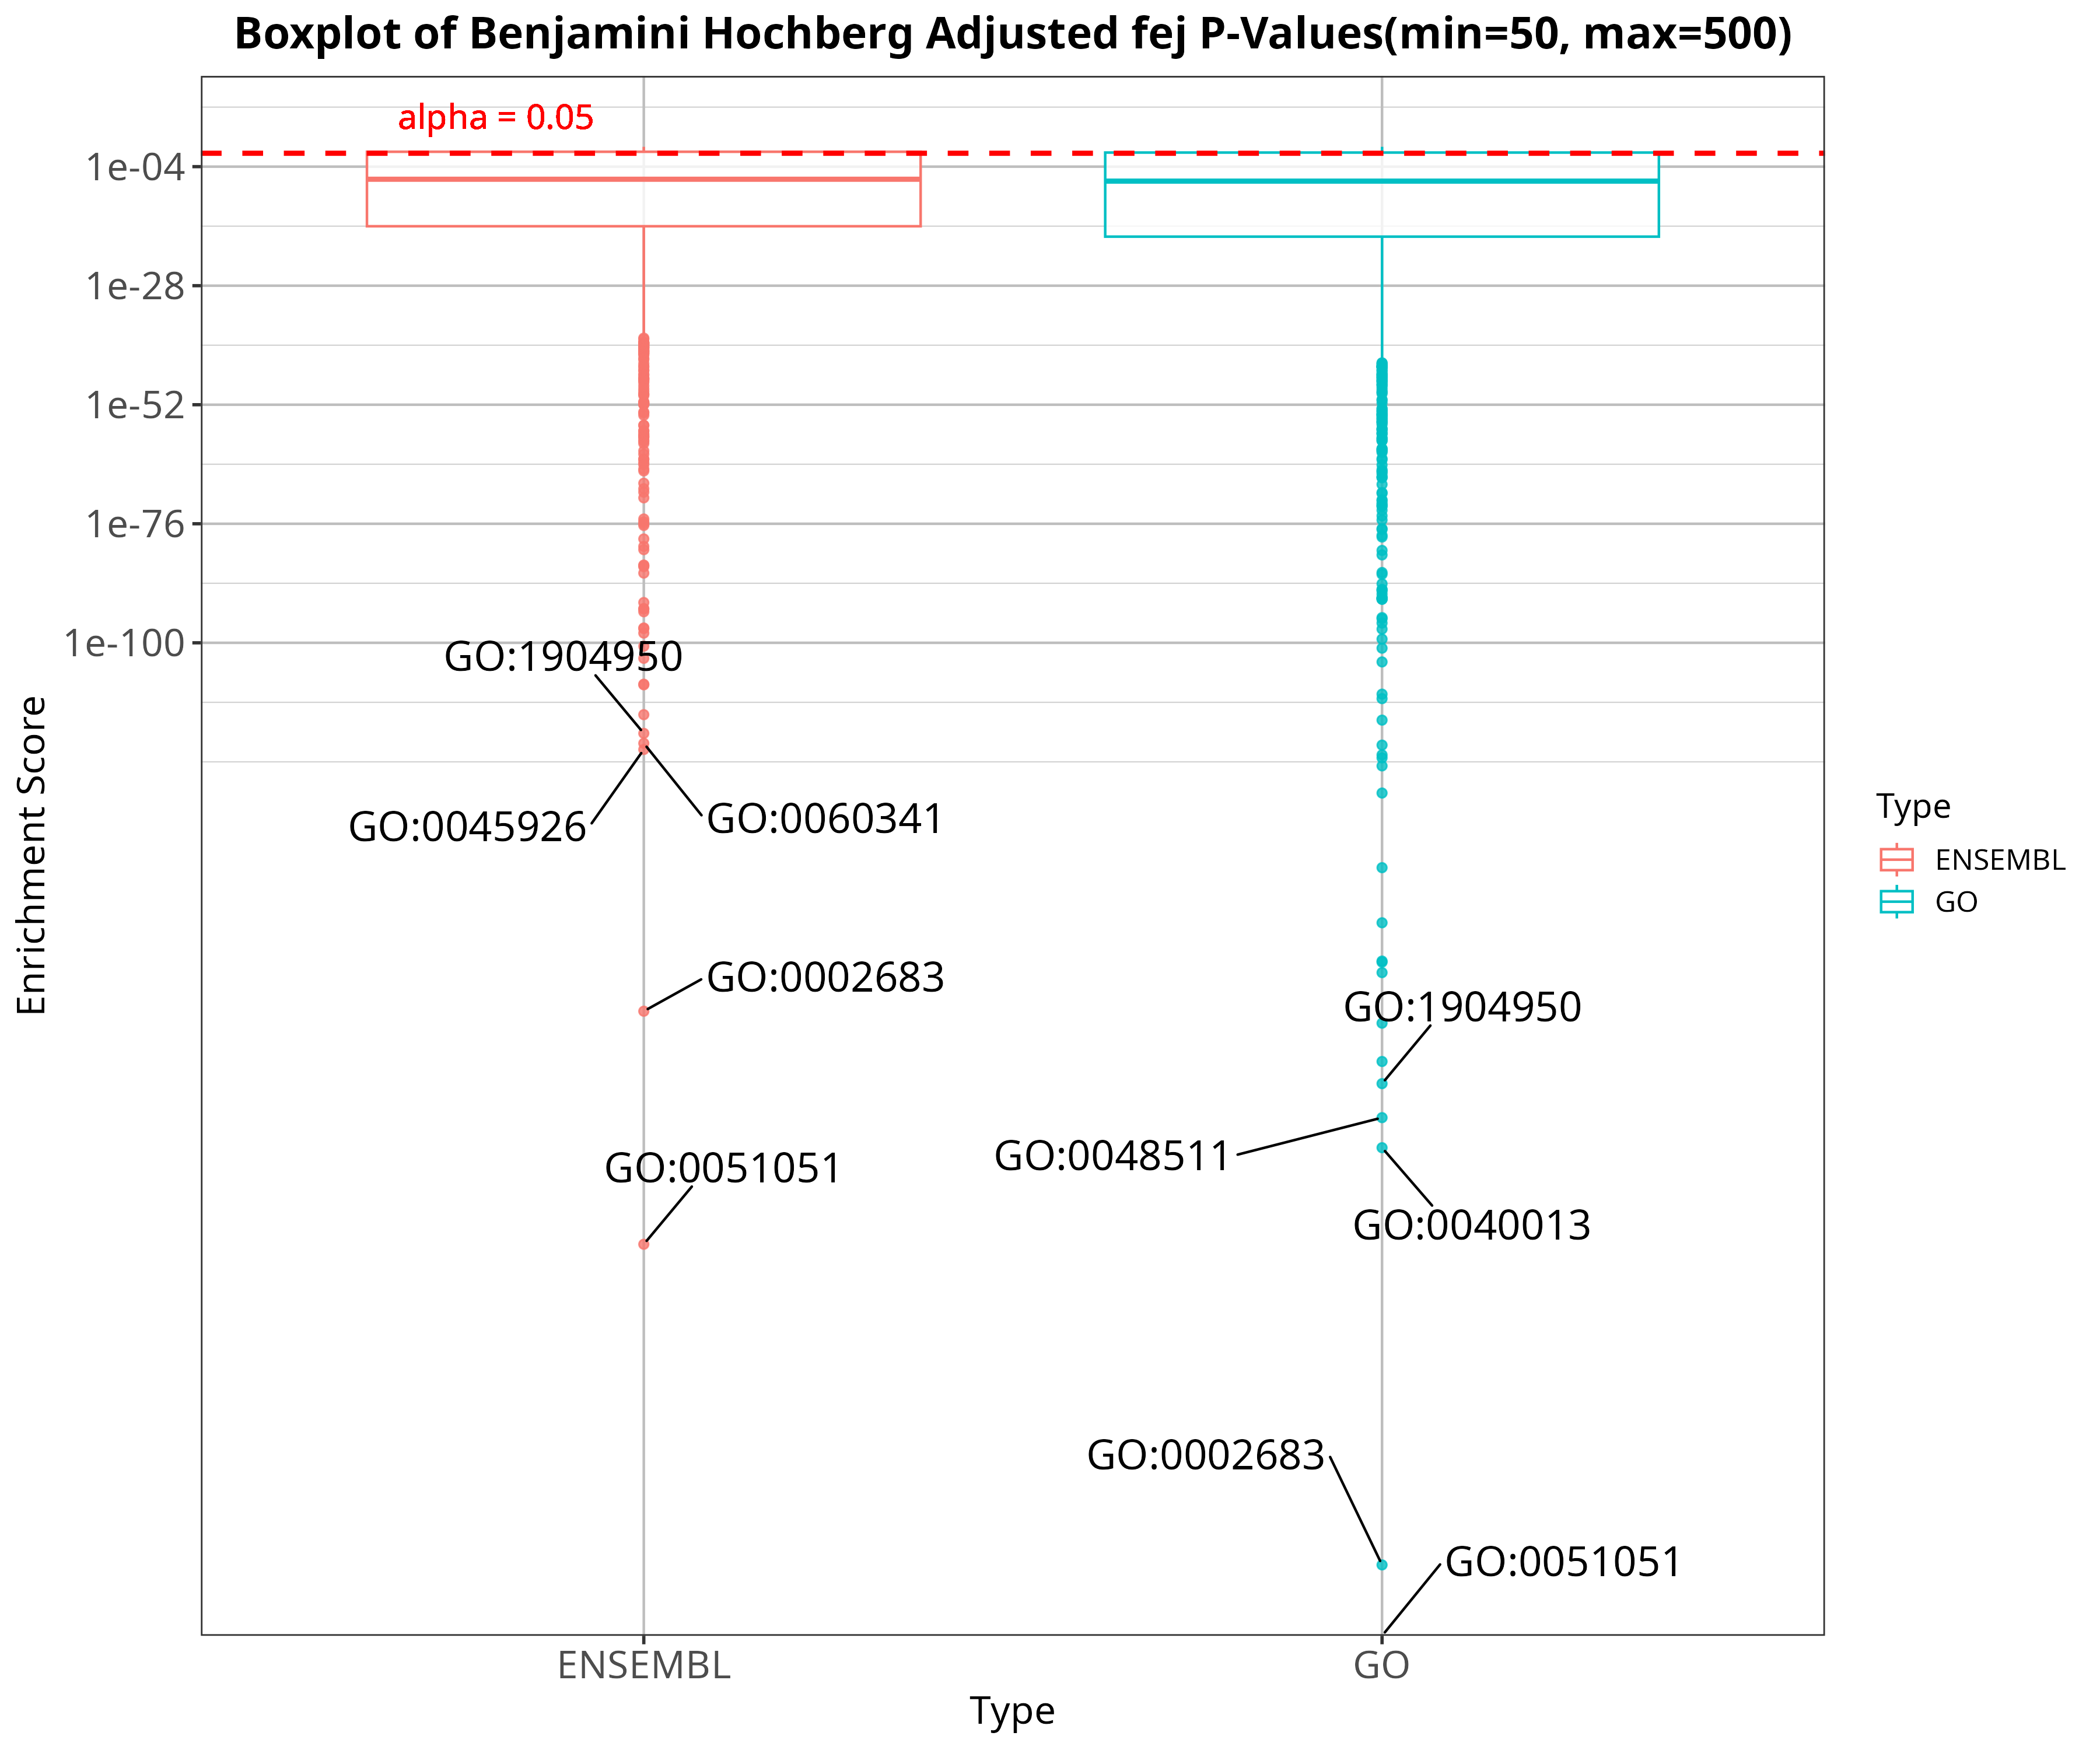 Boxplot of Benjamini Hochberg Adjusted fej P-Values(min=50, max=500)
alpha = 0.05
1e-04
1e-28
1e-52
1e-76
1e-100
Enrichment Score
GO:1904950
GO:0045926
GO:0060341
GO:0002683
GO:0051051
GO:1904950
GO:0048511
GO:0040013
GO:0002683
GO:0051051
ENSEMBL
GO
Type
Type
ENSEMBL
GO